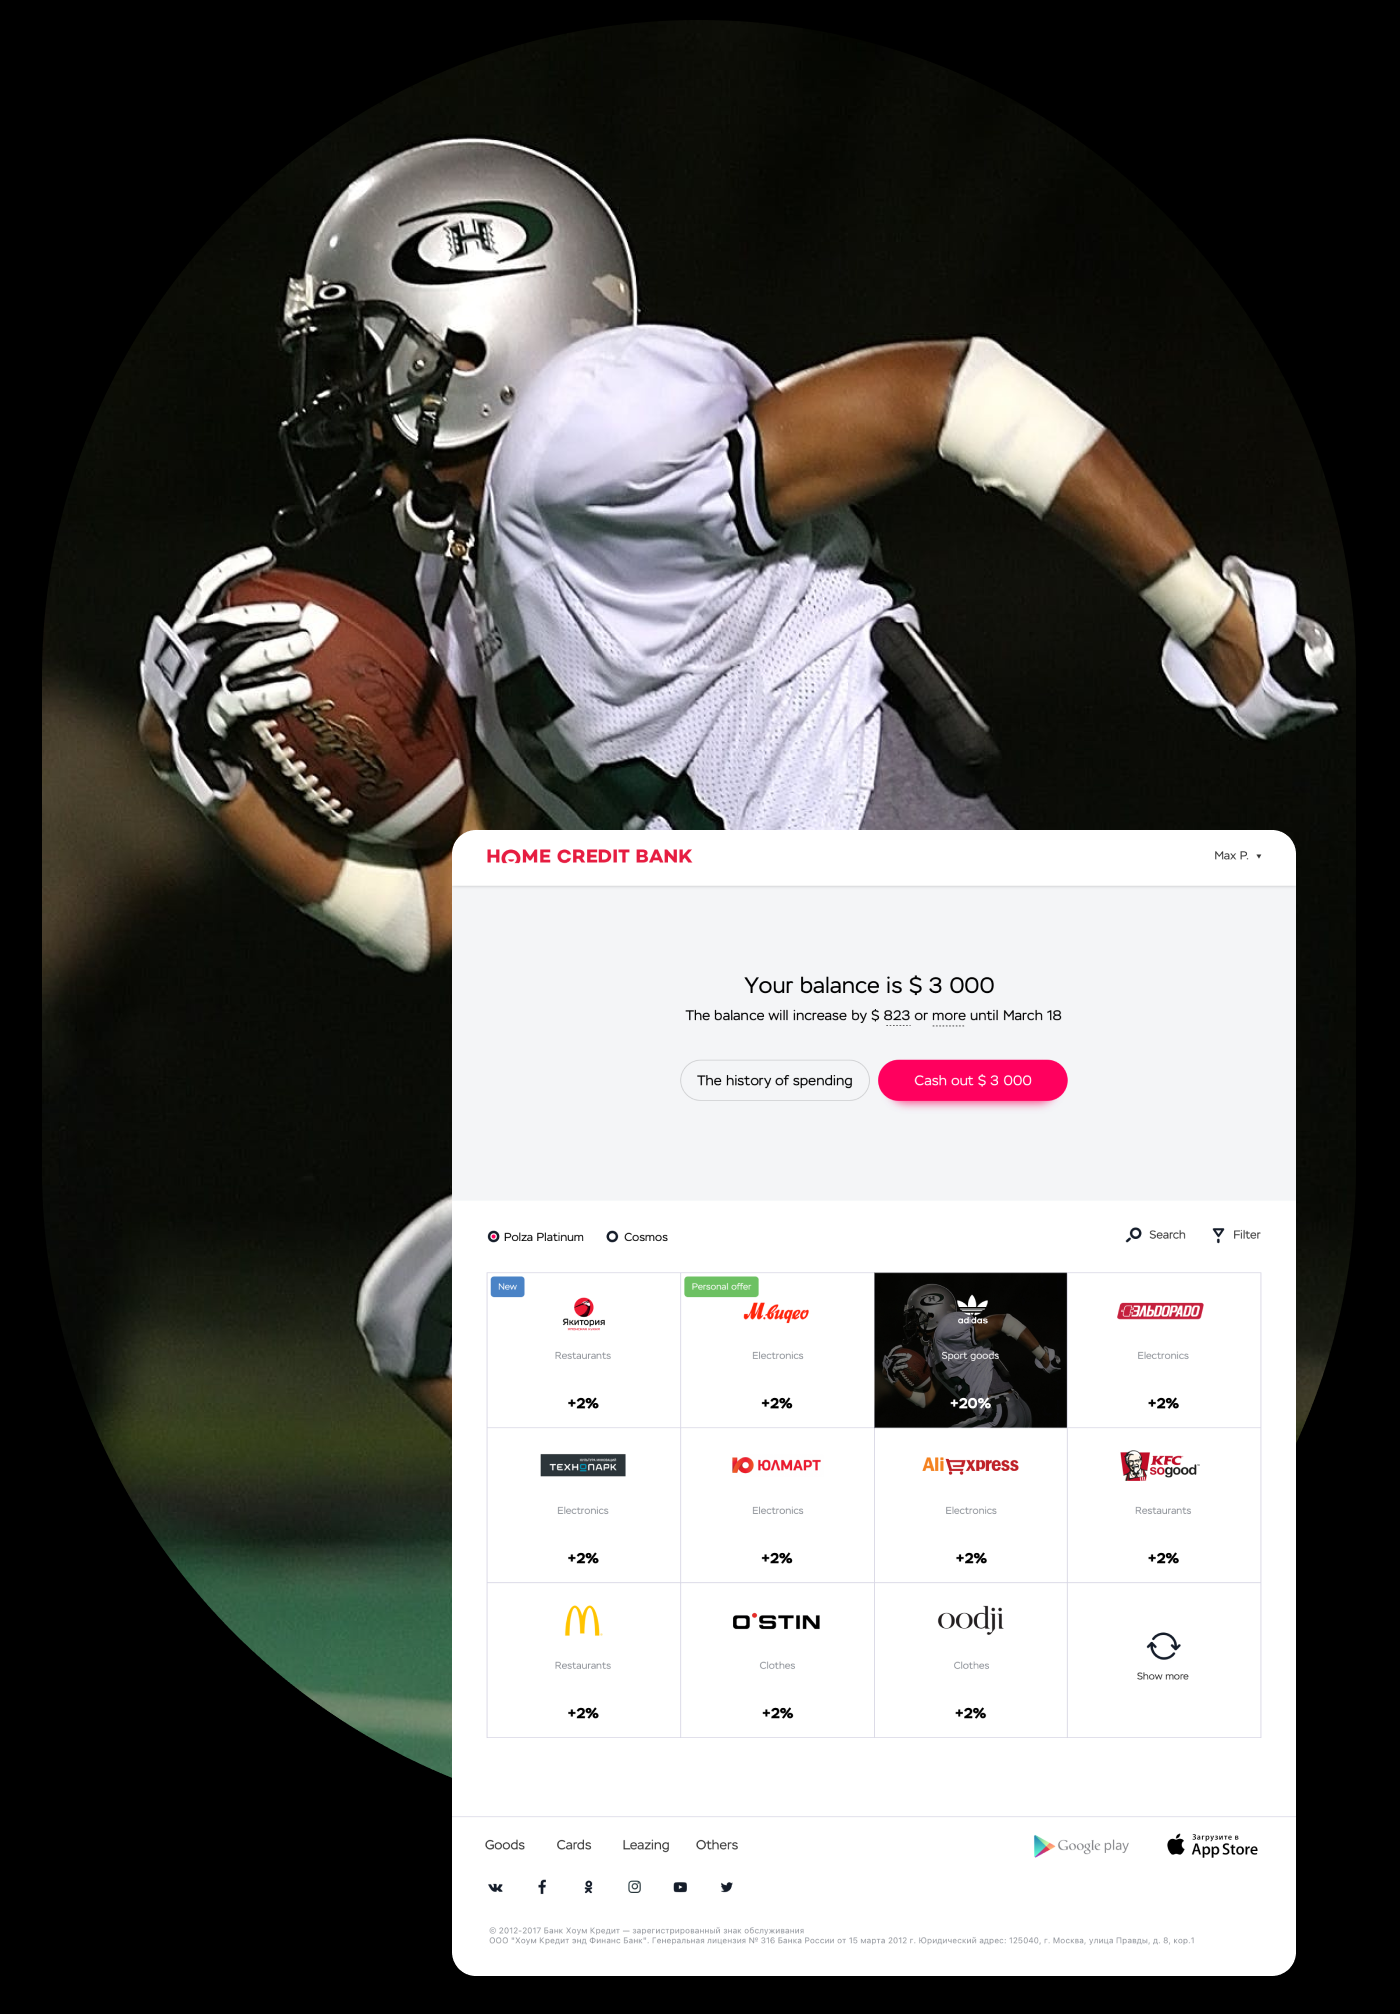 H
HOME CREDIT BANK
Max P.
Your balance is $ 3 000
The balance will increase by $ 823 or more until March 18
The history of spending
Cash out $ 3 000
Polza Platinum
Cosmos
Search
Filter
New
Якитория
Restaurants
+2%
Personal offer
М.видео
Electronics
+2%
adidas
Sport goods
+20%
ЭЛЬДОРАДО
Electronics
+2%
ТЕХНОПАРК
Electronics
+2%
Ю ЮЛМАРТ
Electronics
+2%
AliExpress
Electronics
+2%
KFC
sogood™
Restaurants
+2%
Restaurants
+2%
O'STIN
Clothes
+2%
oodji
Clothes
+2%
Show more
Goods
Cards
Leazing
Others
Google play
Загрузите в
App Store
© 2012-2017 Банк Хоум Кредит — зарегистрированный знак обслуживания
ООО "Хоум Кредит энд Финанс Банк". Генеральная лицензия № 316 Банка России от 15 марта 2012 г. Юридический адрес: 125040, г. Москва, улица Правды, д. 8, кор.1